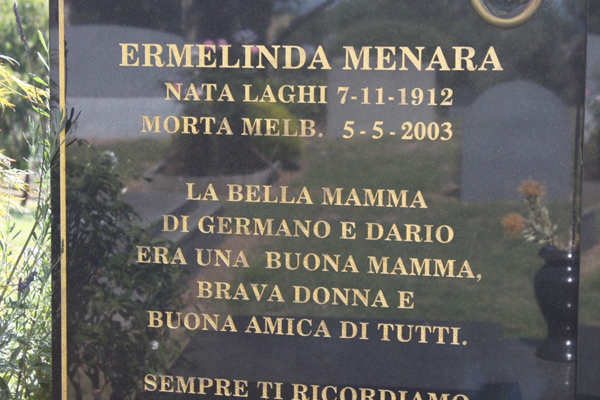 ERMELINDA MENARA
NATA LAGHI 7-11-1912
MORTA MELB. 5-5-2003
LA BELLA MAMMA
DI GERMANO E DARIO
ERA UNA BUONA MAMMA,
BRAVA DONNA E
BUONA AMICA DI TUTTI.
SEMPRE TI RICORDIAMO